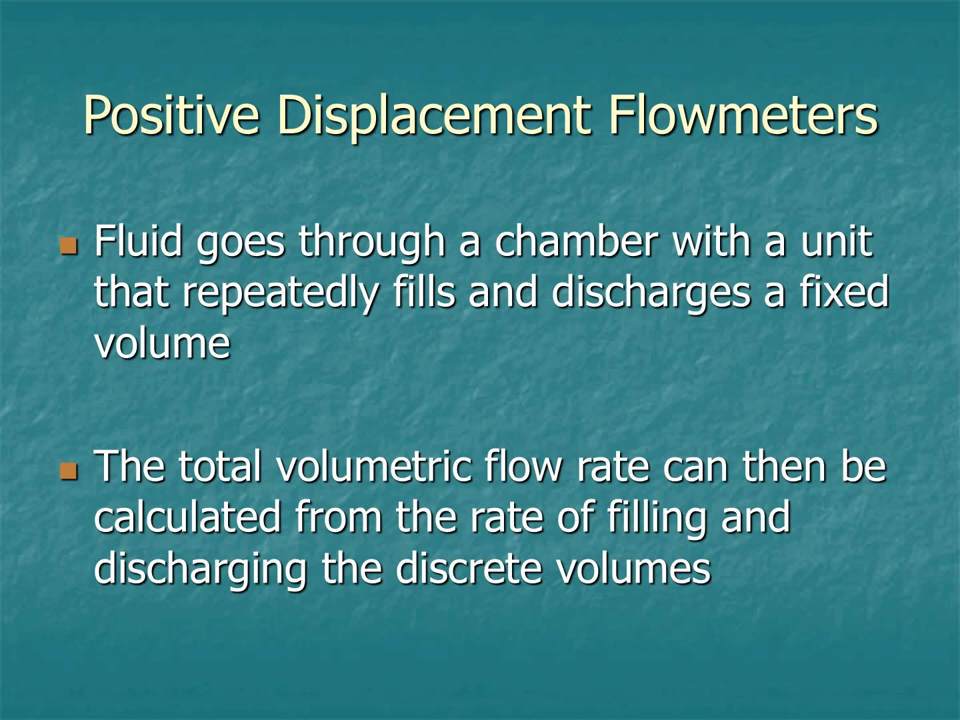 Positive Displacement Flowmeters
Fluid goes through a chamber with a unit
that repeatedly fills and discharges a fixed
volume
The total volumetric flow rate can then be
calculated from the rate of filling and
discharging the discrete volumes